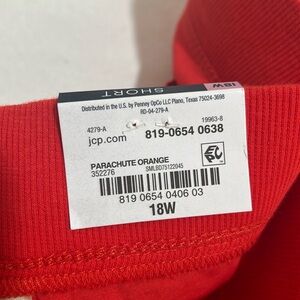 SHORT
18W
Distributed in the U.S. by Penney OpCo LLC Plano, Texas 75024-3698
RD-04-279-A
4279-A
19963-8
jcp.com
819-0654 0638
PARACHUTE ORANGE
352276
SMLBD75122045
819 0654 0406 03
18W